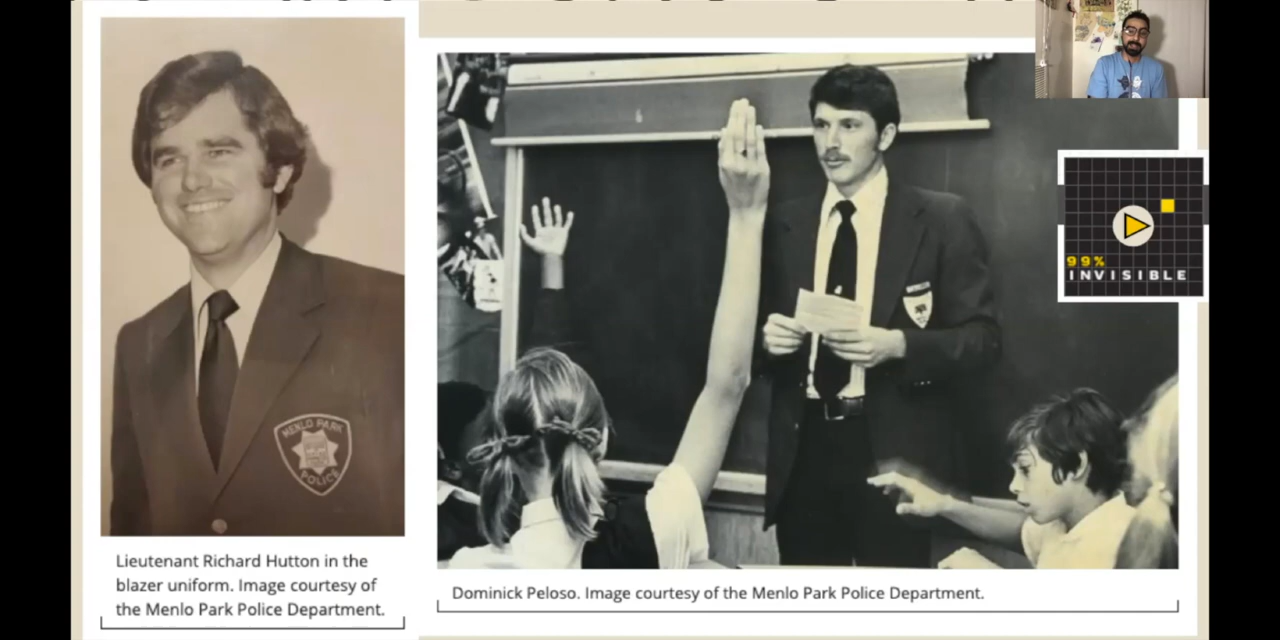 MENLO PARK
POLICE
Lieutenant Richard Hutton in the
blazer uniform. Image courtesy of
the Menlo Park Police Department.
Dominick Peloso. Image courtesy of the Menlo Park Police Department.
99%
INVISIBLE